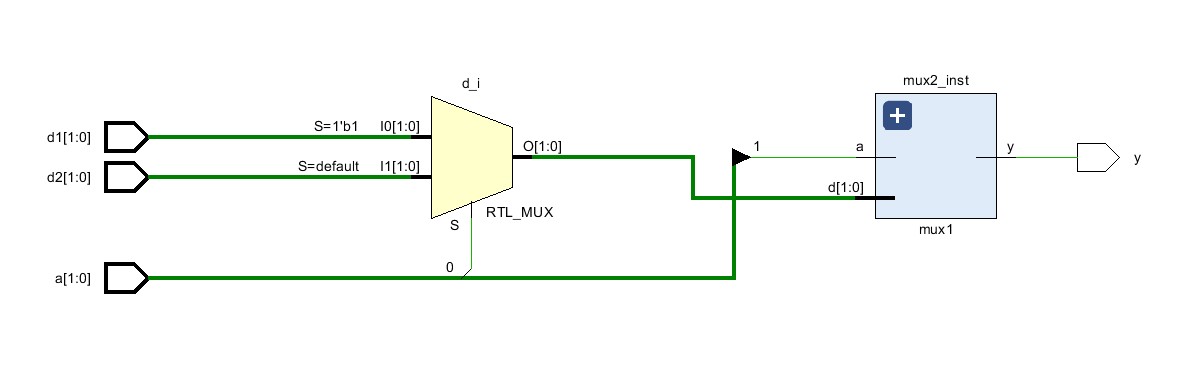 mux2_inst
d_i
S=1'b1
I0[1:0]
d1[1:0]
O[1:0]
1
a
y
y
S=default
I1[1:0]
d2[1:0]
d[1:0]
RTL_MUX
S
mux1
0
a[1:0]